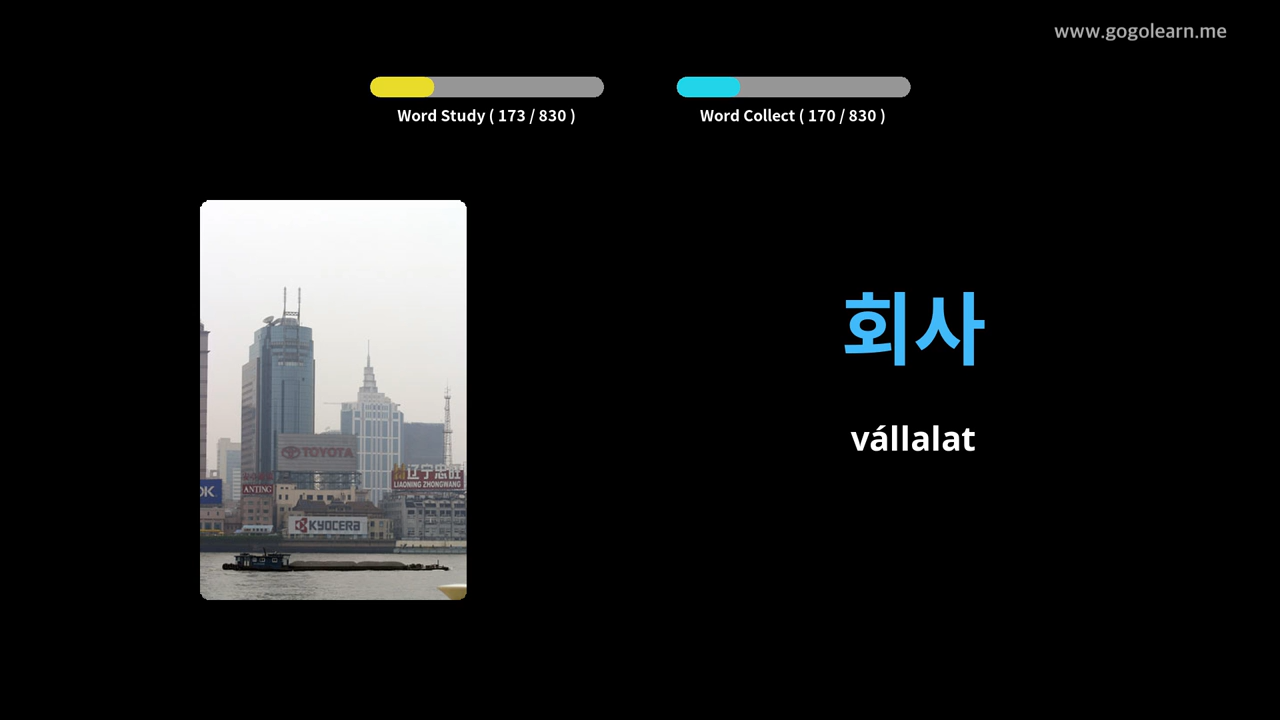 www.gogolearn.me
Word Study ( 173 / 830 )
Word Collect ( 170 / 830 )
TOYOTA
辽宁忠旺
LIAONING ZHONGWANG
OK
ANTING
KYOCERA
회사
vállalat